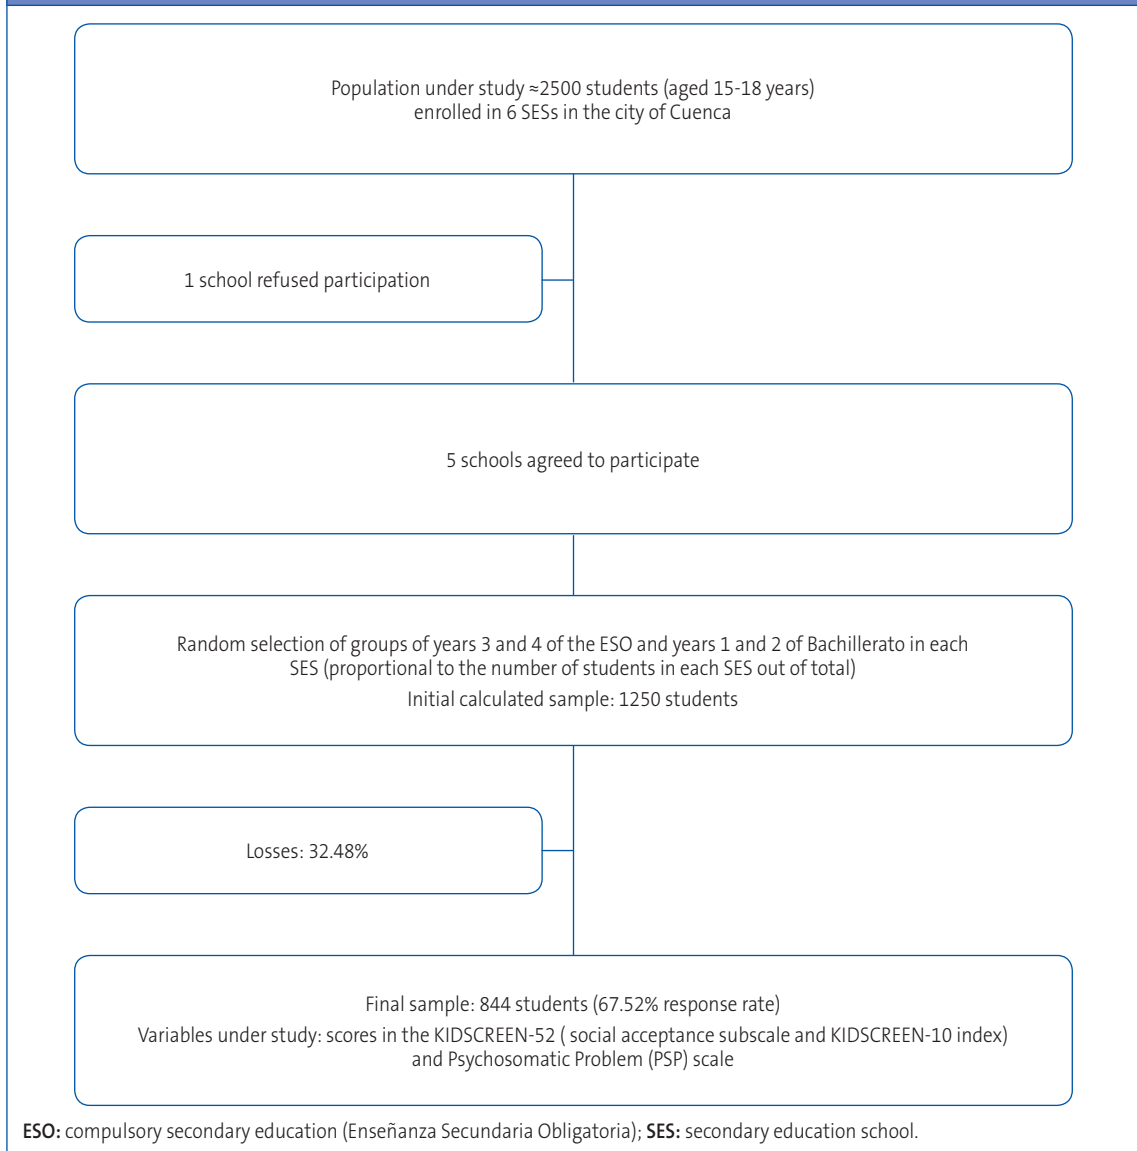 Population under study ≈2500 students (aged 15-18 years)
enrolled in 6 SESs in the city of Cuenca
1 school refused participation
5 schools agreed to participate
Random selection of groups of years 3 and 4 of the ESO and years 1 and 2 of Bachillerato in each
SES (proportional to the number of students in each SES out of total)
Initial calculated sample: 1250 students
Losses: 32.48%
Final sample: 844 students (67.52% response rate)
Variables under study: scores in the KIDSCREEN-52 ( social acceptance subscale and KIDSCREEN-10 index)
and Psychosomatic Problem (PSP) scale
ESO: compulsory secondary education (Enseñanza Secundaria Obligatoria); SES: secondary education school.